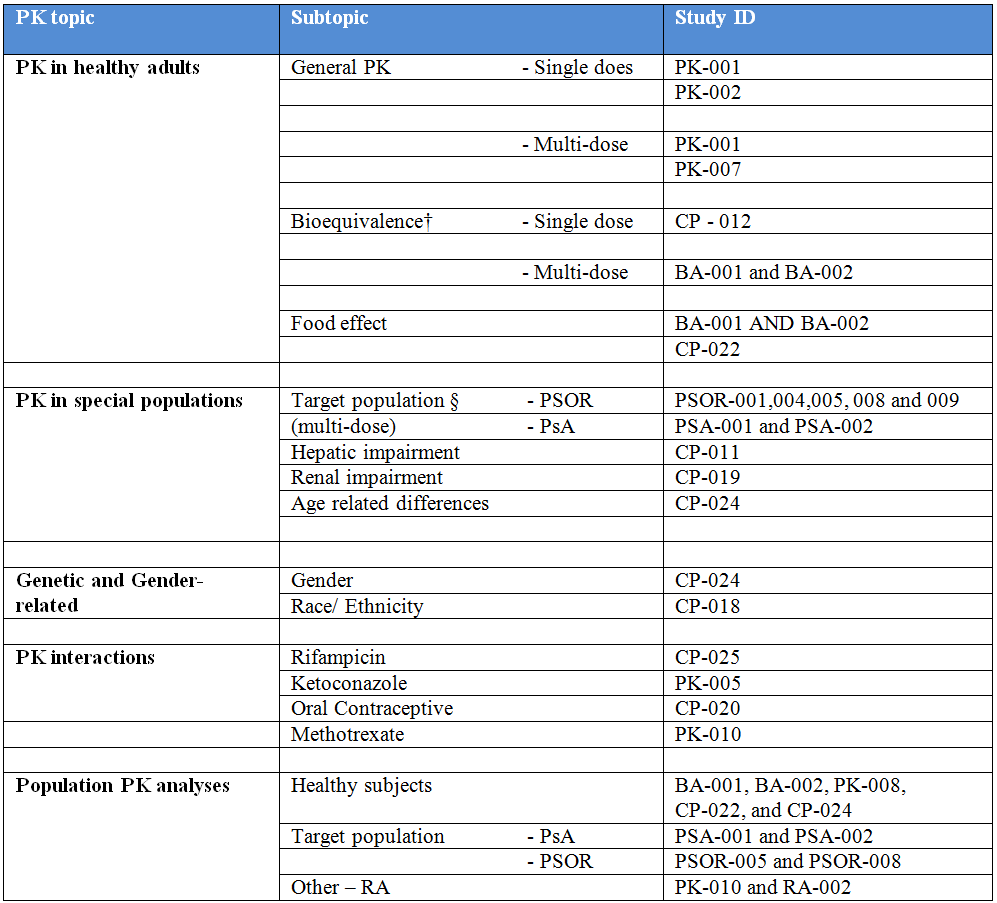 PK topic Subtopic Study ID
PK in healthy adults General PK - Single does PK-001
PK-002
- Multi-dose PK-001
PK-007
Bioequivalence† - Single dose CP - 012
- Multi-dose BA-001 and BA-002
Food effect BA-001 AND BA-002
CP-022
PK in special populations Target population § - PSOR PSOR-001,004,005, 008 and 009
(multi-dose) - PsA PSA-001 and PSA-002
Hepatic impairment CP-011
Renal impairment CP-019
Age related differences CP-024
Genetic and Gender- Gender CP-024
related Race/ Ethnicity CP-018
PK interactions Rifampicin CP-025
Ketoconazole PK-005
Oral Contraceptive CP-020
Methotrexate PK-010
Population PK analyses Healthy subjects BA-001, BA-002, PK-008,
CP-022, and CP-024
Target population - PsA PSA-001 and PSA-002
- PSOR PSOR-005 and PSOR-008
Other – RA PK-010 and RA-002